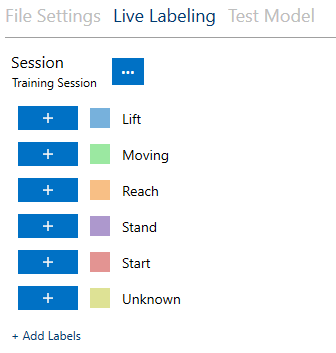 File Settings Live Labeling Test Model
Session
Training Session
...
+ Lift
+ Moving
+ Reach
+ Stand
+ Start
+ Unknown
+ Add Labels